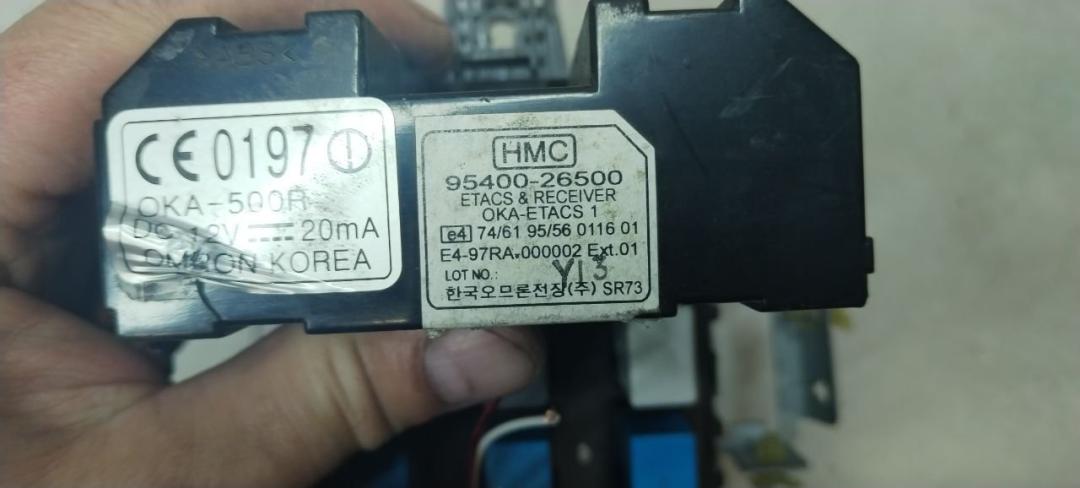 CE 0197
OKA-500R
DC 12V 20mA
OMRON KOREA
HMC
95400-26500
ETACS & RECEIVER
OKA-ETACS 1
e4 74/61 95/56 0116 01
E4-97RA-000002 Ext.01
LOT NO.: Y13
한국오므론전장(주) SR73